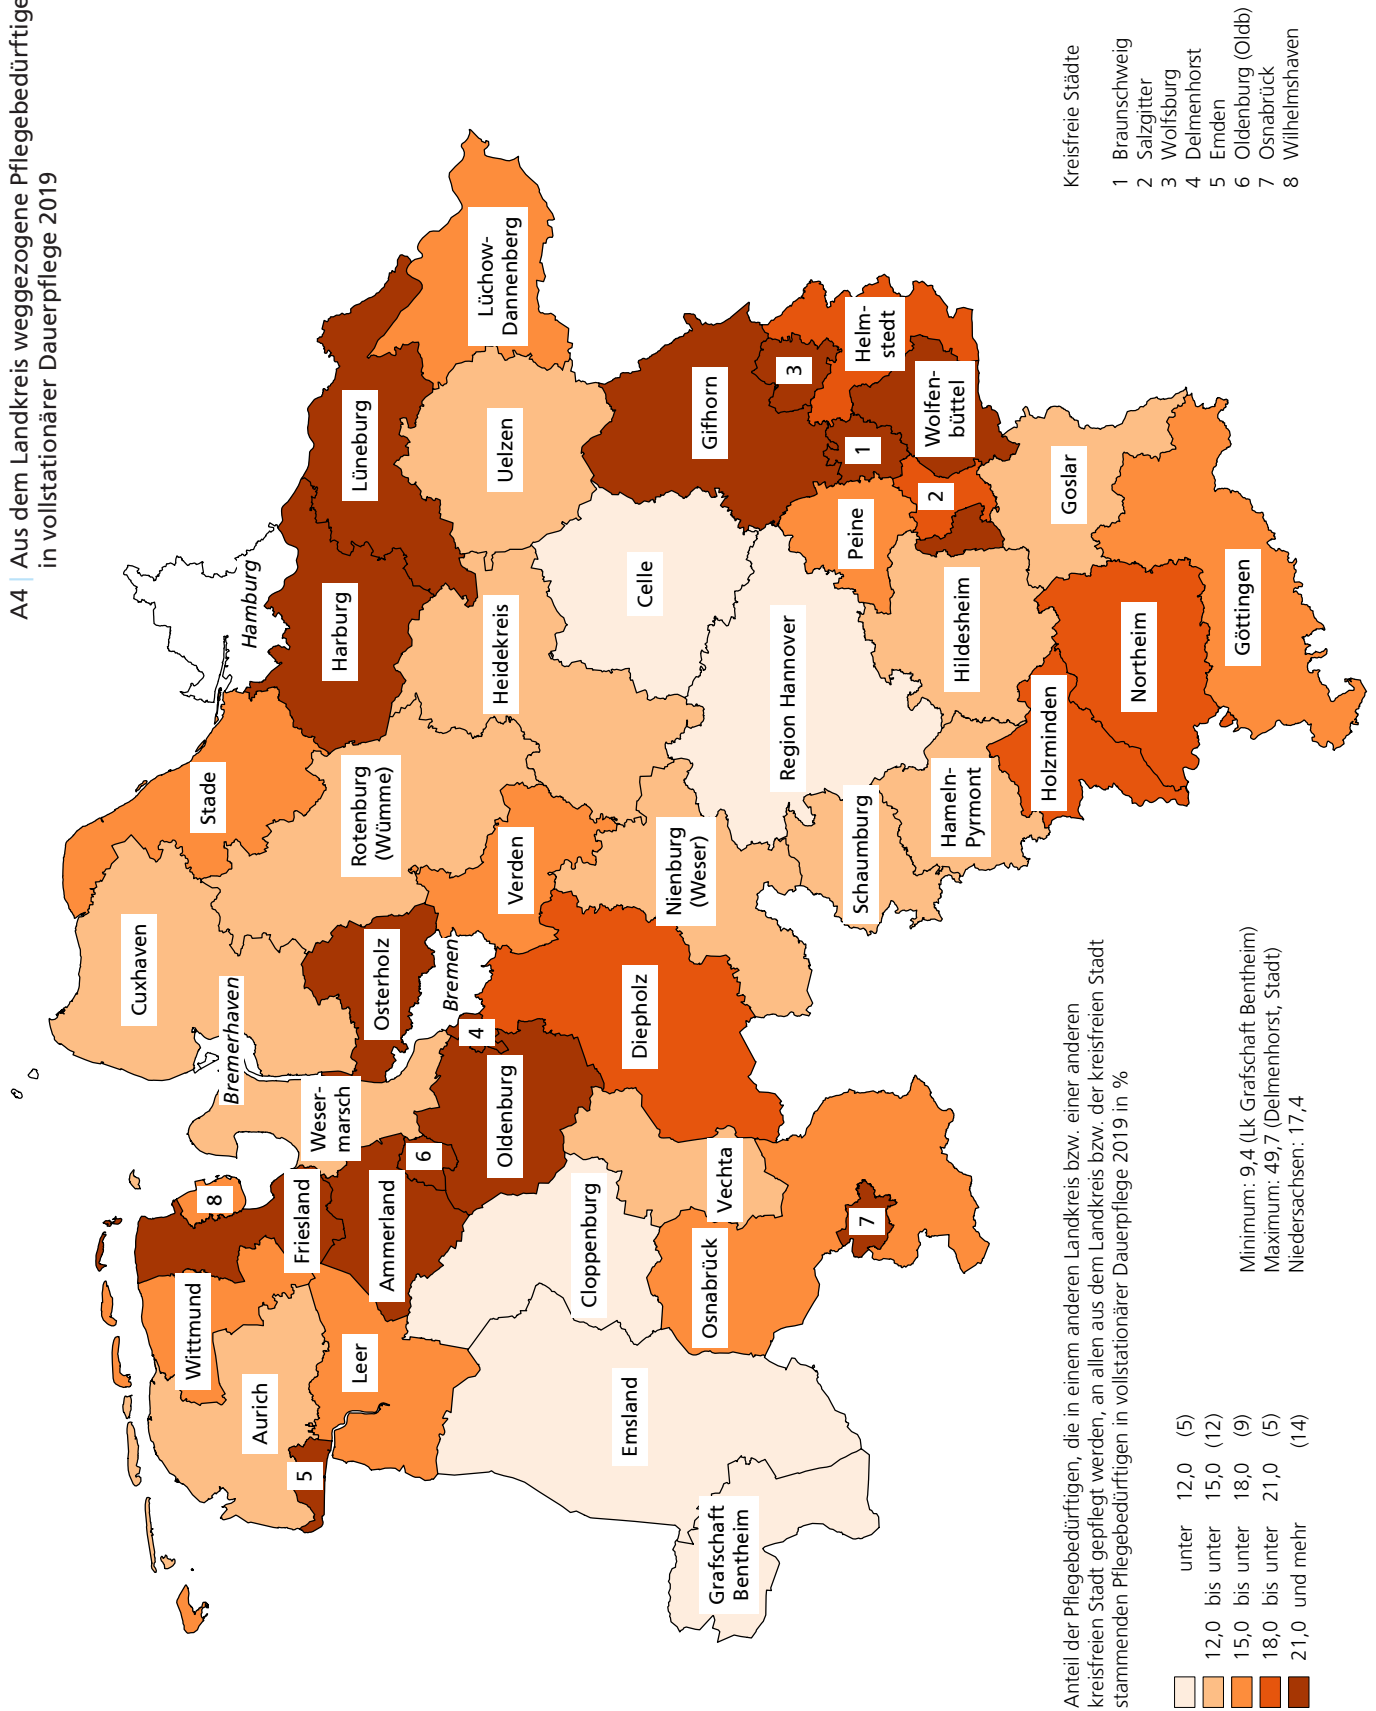 A4 | Aus dem Landkreis weggezogene Pflegebedürftige
in vollstationärer Dauerpflege 2019
Hamburg
Bremerhaven
Bremen
Cuxhaven
Stade
Harburg
Lüneburg
Lüchow-
Dannenberg
Uelzen
Heidekreis
Rotenburg
(Wümme)
Osterholz
Verden
Weser-
marsch
Wittmund
8
Friesland
Aurich
5
Leer
Ammerland
6
Oldenburg
4
Cloppenburg
Vechta
Diepholz
Emsland
Grafschaft
Bentheim
Osnabrück
7
Nienburg
(Weser)
Celle
Gifhorn
3
Helm-
stedt
Region Hannover
Peine
1
Wolfen-
büttel
2
Schaumburg
Hameln-
Pyrmont
Hildesheim
Goslar
Holzminden
Northeim
Göttingen
Anteil der Pflegebedürftigen, die in einem anderen Landkreis bzw. einer anderen
kreisfreien Stadt gepflegt werden, an allen aus dem Landkreis bzw. der kreisfreien Stadt
stammenden Pflegebedürftigen in vollstationärer Dauerpflege 2019 in %
unter 12,0 (5)
12,0 bis unter 15,0 (12)
15,0 bis unter 18,0 (9)
18,0 bis unter 21,0 (5)
21,0 und mehr (14)
Minimum: 9,4 (Lk Grafschaft Bentheim)
Maximum: 49,7 (Delmenhorst, Stadt)
Niedersachsen: 17,4
Kreisfreie Städte
1 Braunschweig
2 Salzgitter
3 Wolfsburg
4 Delmenhorst
5 Emden
6 Oldenburg (Oldb)
7 Osnabrück
8 Wilhelmshaven